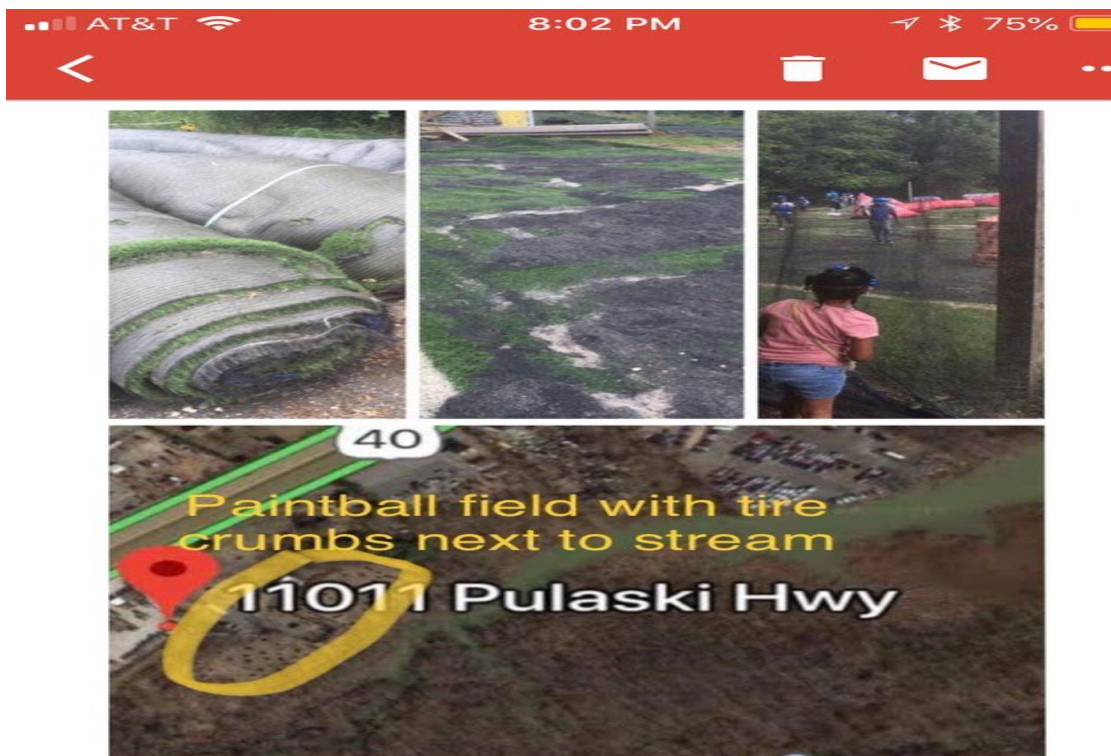 AT&T 8:02 PM 75%
40
Paintball field with tire
crumbs next to stream
11011 Pulaski Hwy